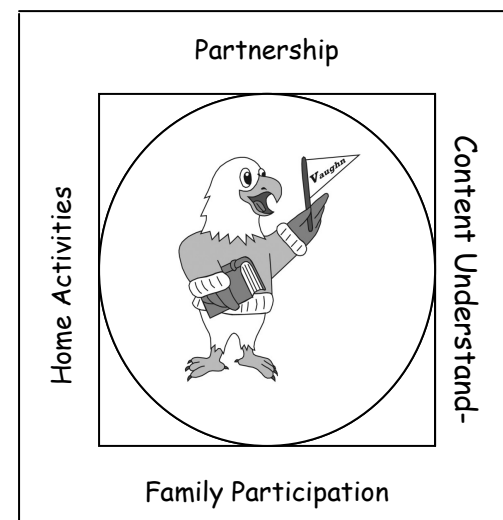 Partnership
Vaughn
Home Activities
Content Understand-
Family Participation